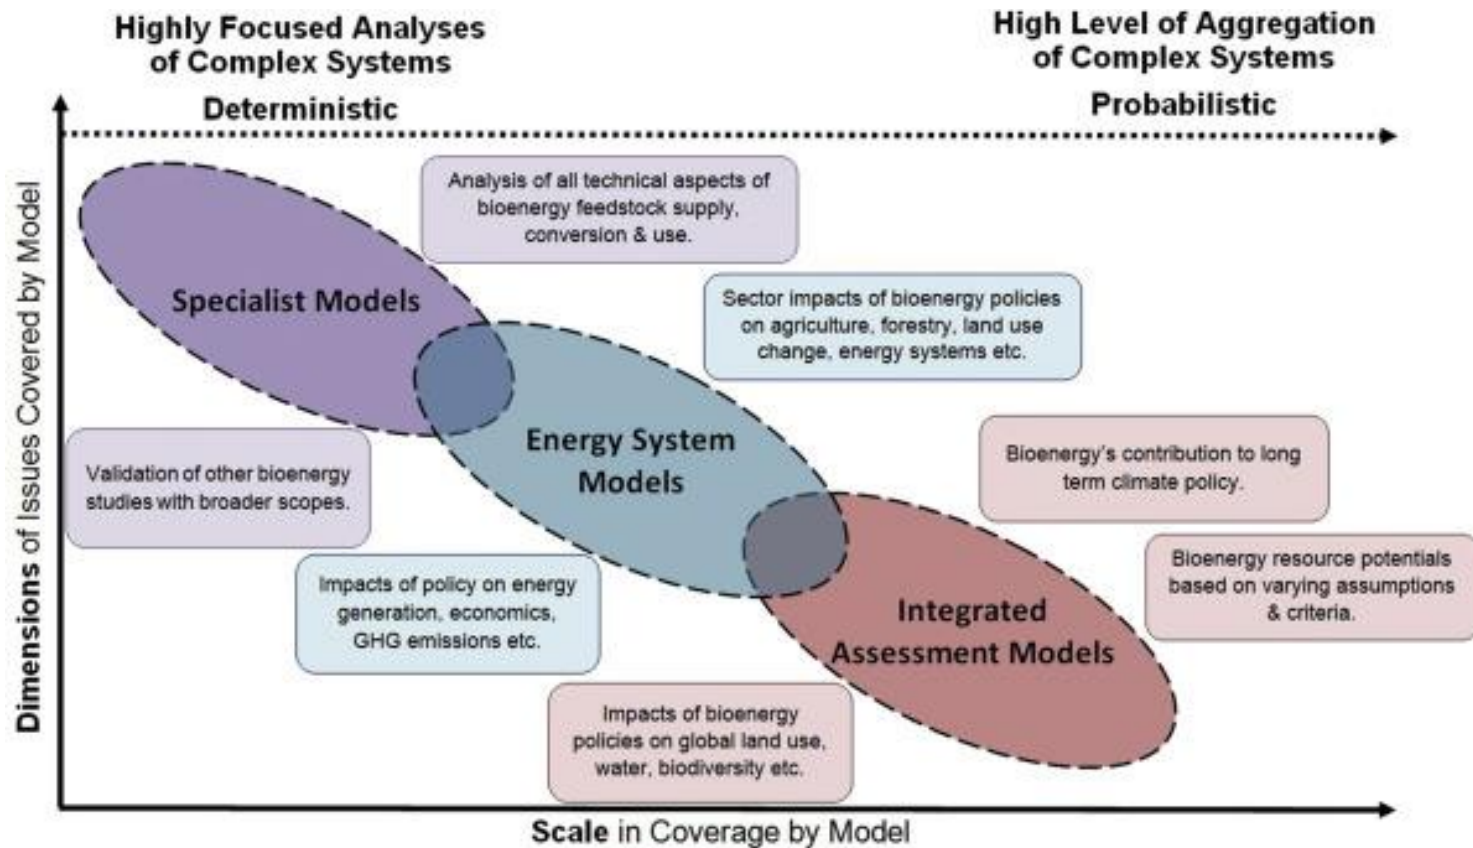 Highly Focused Analyses
of Complex Systems
Deterministic
High Level of Aggregation
of Complex Systems
Probabilistic
Dimensions of Issues Covered by Model
Analysis of all technical aspects of
bioenergy feedstock supply,
conversion & use.
Specialist Models
Sector impacts of bioenergy policies
on agriculture, forestry, land use
change, energy systems etc.
Validation of other bioenergy
studies with broader scopes.
Energy System
Models
Bioenergy's contribution to long
term climate policy.
Impacts of policy on energy
generation, economics,
GHG emissions etc.
Bioenergy resource potentials
based on varying assumptions
& criteria.
Integrated
Assessment Models
Impacts of bioenergy
policies on global land use,
water, biodiversity etc.
Scale in Coverage by Model